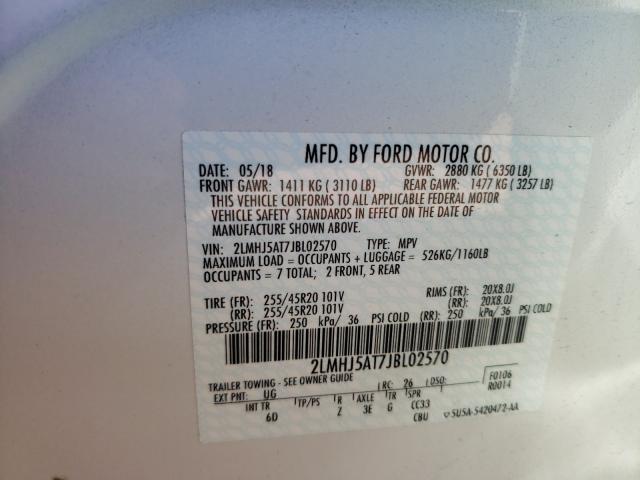 MFD. BY FORD MOTOR CO.
DATE: 05/18 GVWR: 2880 KG ( 6350 LB)
FRONT GAWR: 1411 KG ( 3110 LB) REAR GAWR: 1477 KG ( 3257 LB)
THIS VEHICLE CONFORMS TO ALL APPLICABLE FEDERAL MOTOR
VEHICLE SAFETY STANDARDS IN EFFECT ON THE DATE OF
MANUFACTURE SHOWN ABOVE.
VIN: 2LMHJ5AT7JBL02570 TYPE: MPV
MAXIMUM LOAD = OCCUPANTS + LUGGAGE = 526KG/1160LB
OCCUPANTS = 7 TOTAL; 2 FRONT, 5 REAR
TIRE (FR): 255/45R20 101V RIMS (FR): 20X8.0J
(RR): 255/45R20 101V (RR): 20X8.0J
PRESSURE (FR): 250 kPa/ 36 PSI COLD (RR): 250 kPa/ 36 PSI COLD
2LMHJ5AT7JBL02570
TRAILER TOWING - SEE OWNER GUIDE RC: 26 DSO: F0106
EXT PNT: UG R0014
INT TR TP/PS R AXLE TR SPR
6D Z 3E G CC33
CBU 5U5A-5420472-AA